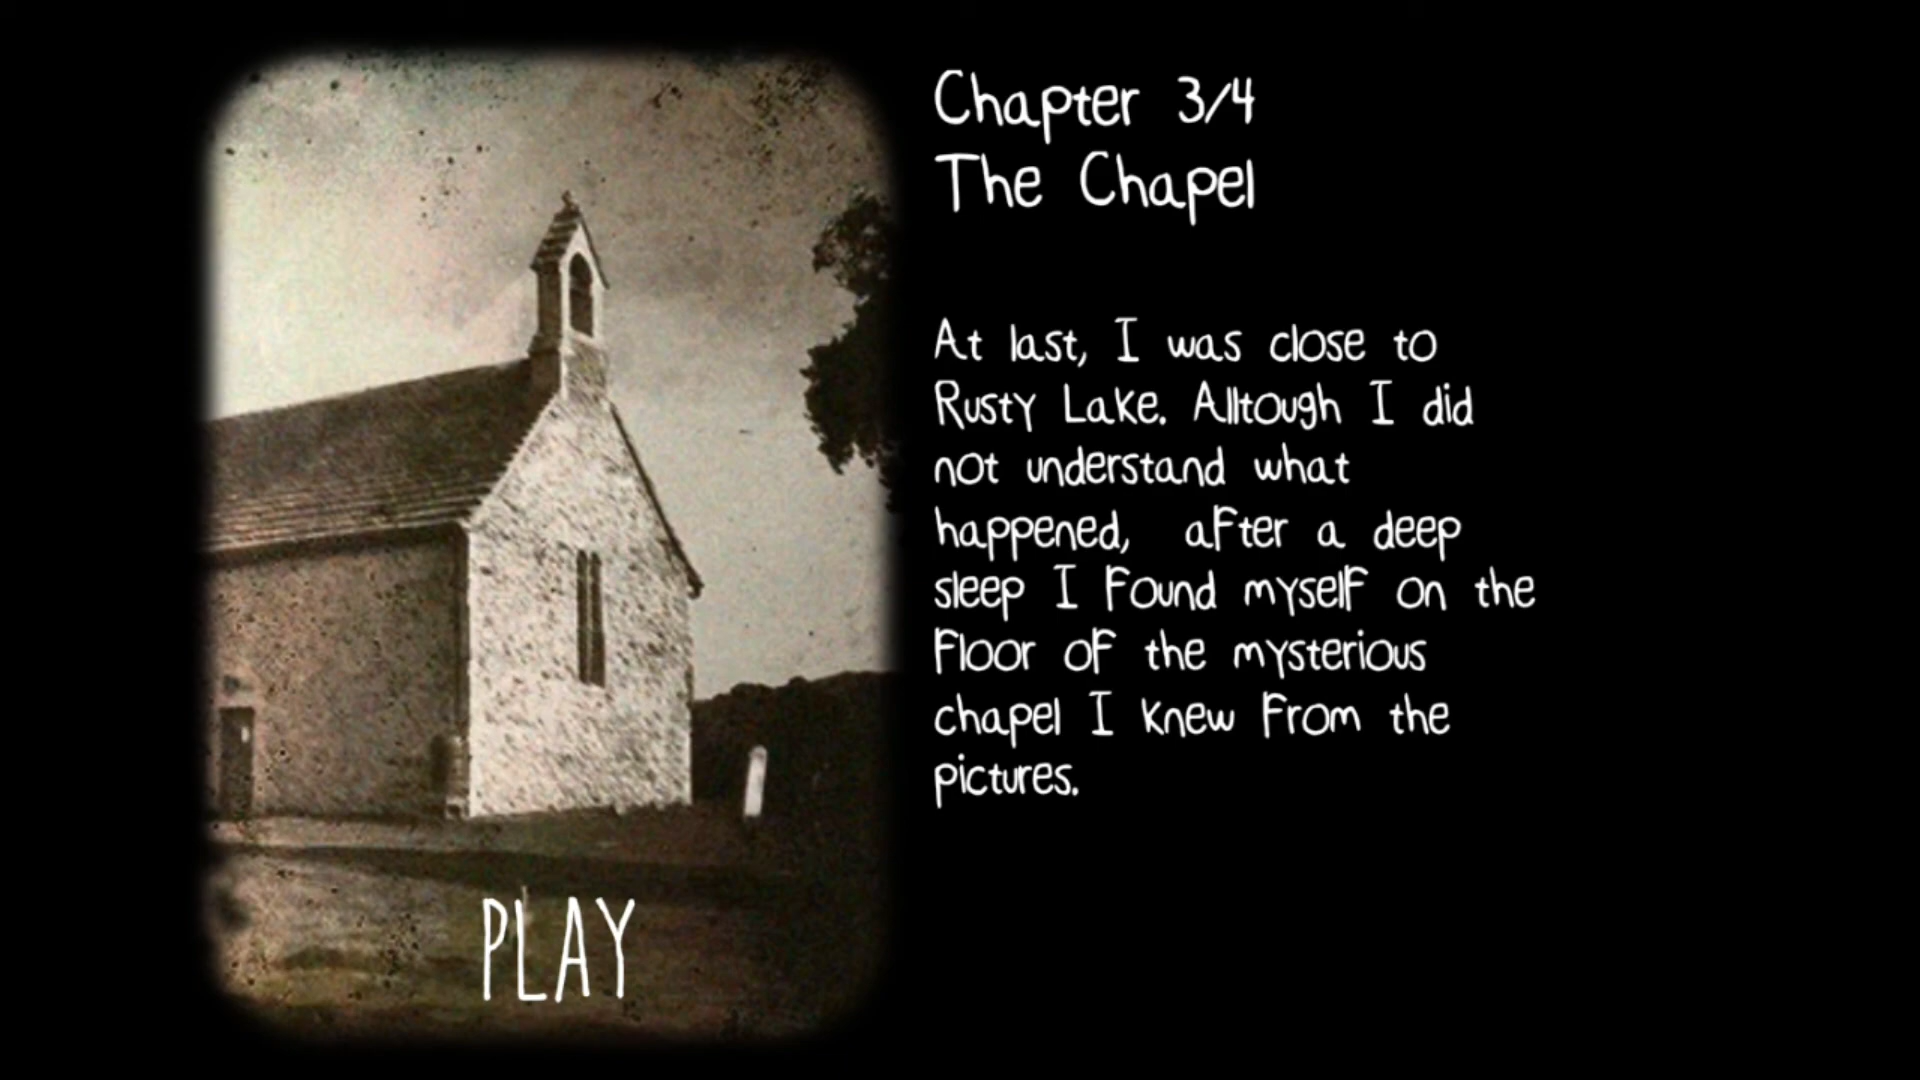 Chapter 3/4
The Chapel
At last, I was close to
Rusty Lake. Alltough I did
not understand what
happened, after a deep
sleep I found myself on the
floor of the mysterious
chapel I knew from the
pictures.
PLAY